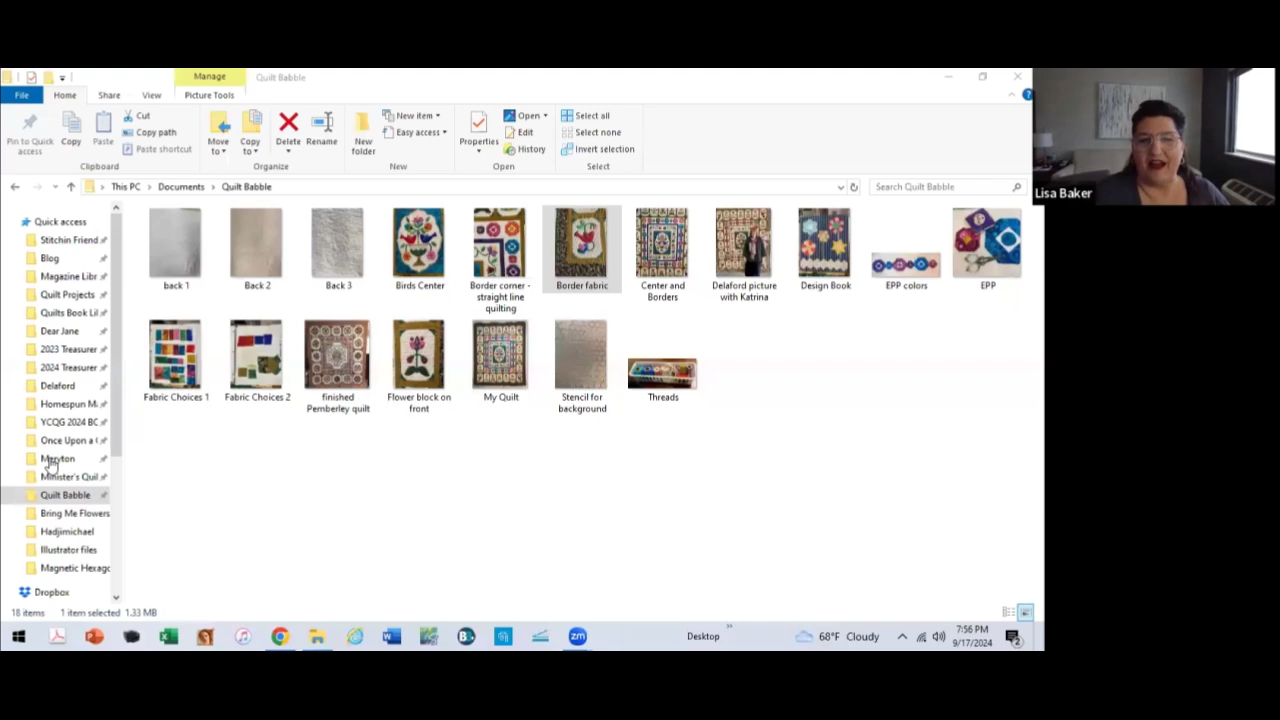 Manage
Quilt Babble
File
Home
Share
View
Picture Tools
Pin to Quick
access
Copy
Paste
Cut
Copy path
Paste shortcut
Clipboard
Move
to
Copy
to
Delete
Rename
Organize
New
folder
New item
Easy access
New
Properties
Open
Edit
History
Open
Select all
Select none
Invert selection
Select
This PC > Documents > Quilt Babble
Search Quilt Babble
Lisa Baker
Quick access
Stitchin Friend
Blog
Magazine Libr
Quilt Projects
Quilts Book Lil
Dear Jane
2023 Treasurer
2024 Treasurer
Delaford
Homespun M
YCQG 2024 BC
Once Upon a
Meryton
Minister's Quil
Quilt Babble
Bring Me Flowers
Hadjimichael
Illustrator files
Magnetic Hexago
Dropbox
back 1
Back 2
Back 3
Birds Center
Border corner -
straight line
quilting
Border fabric
Center and
Borders
Delaford picture
with Katrina
Design Book
EPP colors
EPP
Fabric Choices 1
Fabric Choices 2
finished
Pemberley quilt
Flower block on
front
My Quilt
Stencil for
background
Threads
18 items
1 item selected 1.33 MB
Desktop
68°F Cloudy
7:56 PM
9/17/2024
2
zm